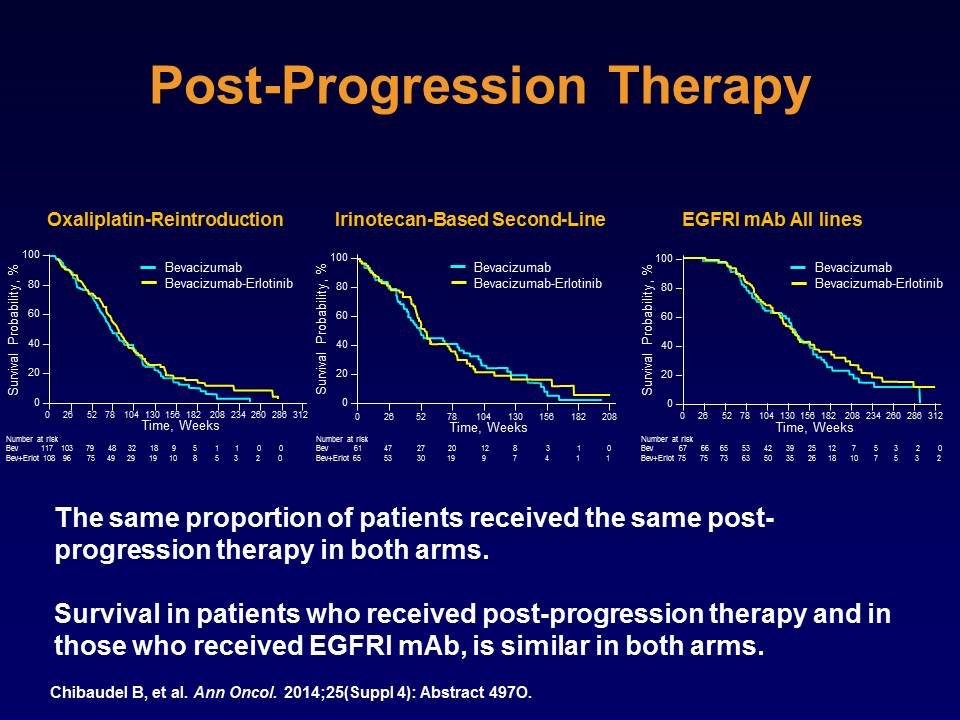 Post-Progression Therapy
Oxaliplatin-Reintroduction
Survival Probability, %
100
80
60
40
20
0
Bevacizumab
Bevacizumab-Erlotinib
0 26 52 78 104 130 156 182 208 234 260 286 312
Time, Weeks
Number at risk
Bev 117 103 79 48 32 18 9 5 1 1 0 0
Bev+Erlot 108 96 75 49 29 19 10 8 5 3 2 0
Irinotecan-Based Second-Line
Survival Probability, %
100
80
60
40
20
0
Bevacizumab
Bevacizumab-Erlotinib
0 26 52 78 104 130 156 182 208
Time, Weeks
Number at risk
Bev 61 47 27 20 12 8 3 1 0
Bev+Erlot 65 53 30 19 9 7 4 1 1
EGFRI mAb All lines
Survival Probability, %
100
80
60
40
20
0
Bevacizumab
Bevacizumab-Erlotinib
0 26 52 78 104 130 156 182 208 234 260 286 312
Time, Weeks
Number at risk
Bev 67 66 65 53 42 39 25 12 7 5 3 2 0
Bev+Erlot 75 75 73 63 50 35 26 18 10 7 5 3 2
The same proportion of patients received the same post-
progression therapy in both arms.
Survival in patients who received post-progression therapy and in
those who received EGFRI mAb, is similar in both arms.
Chibaudel B, et al. Ann Oncol. 2014;25(Suppl 4): Abstract 497O.